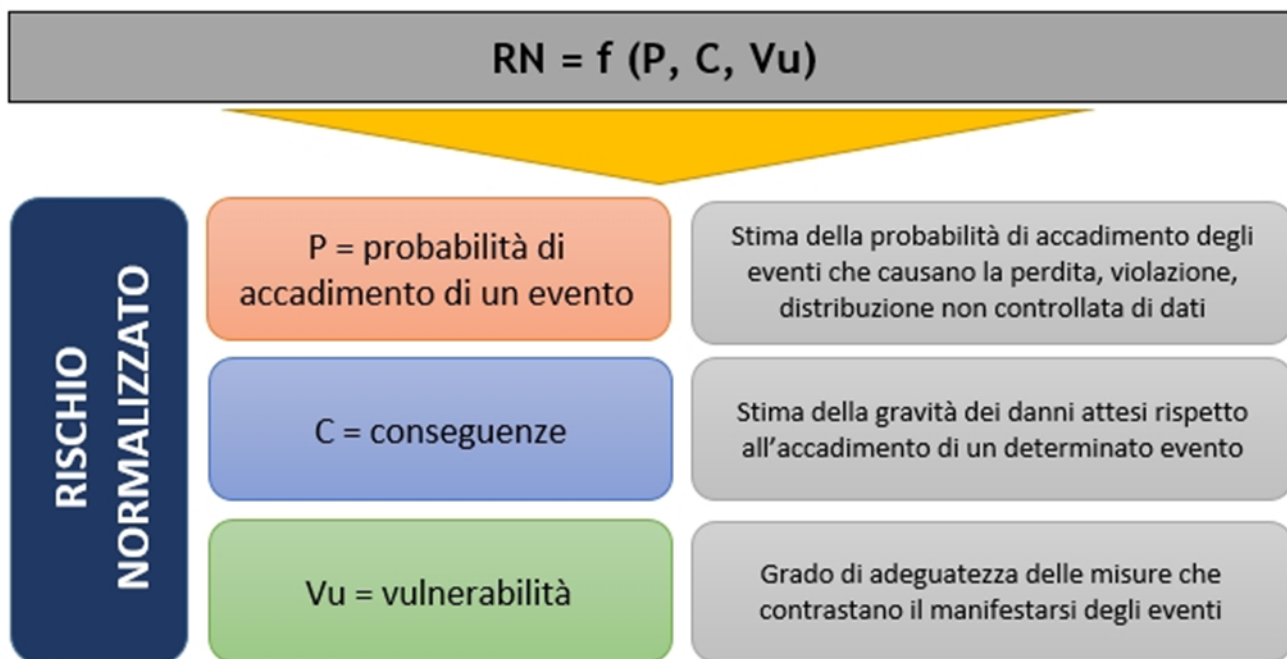 RN = f (P, C, Vu)
RISCHIO
NORMALIZZATO
P = probabilità di
accadimento di un evento
Stima della probabilità di accadimento degli
eventi che causano la perdita, violazione,
distribuzione non controllata di dati
C = conseguenze
Stima della gravità dei danni attesi rispetto
all’accadimento di un determinato evento
Vu = vulnerabilità
Grado di adeguatezza delle misure che
contrastano il manifestarsi degli eventi